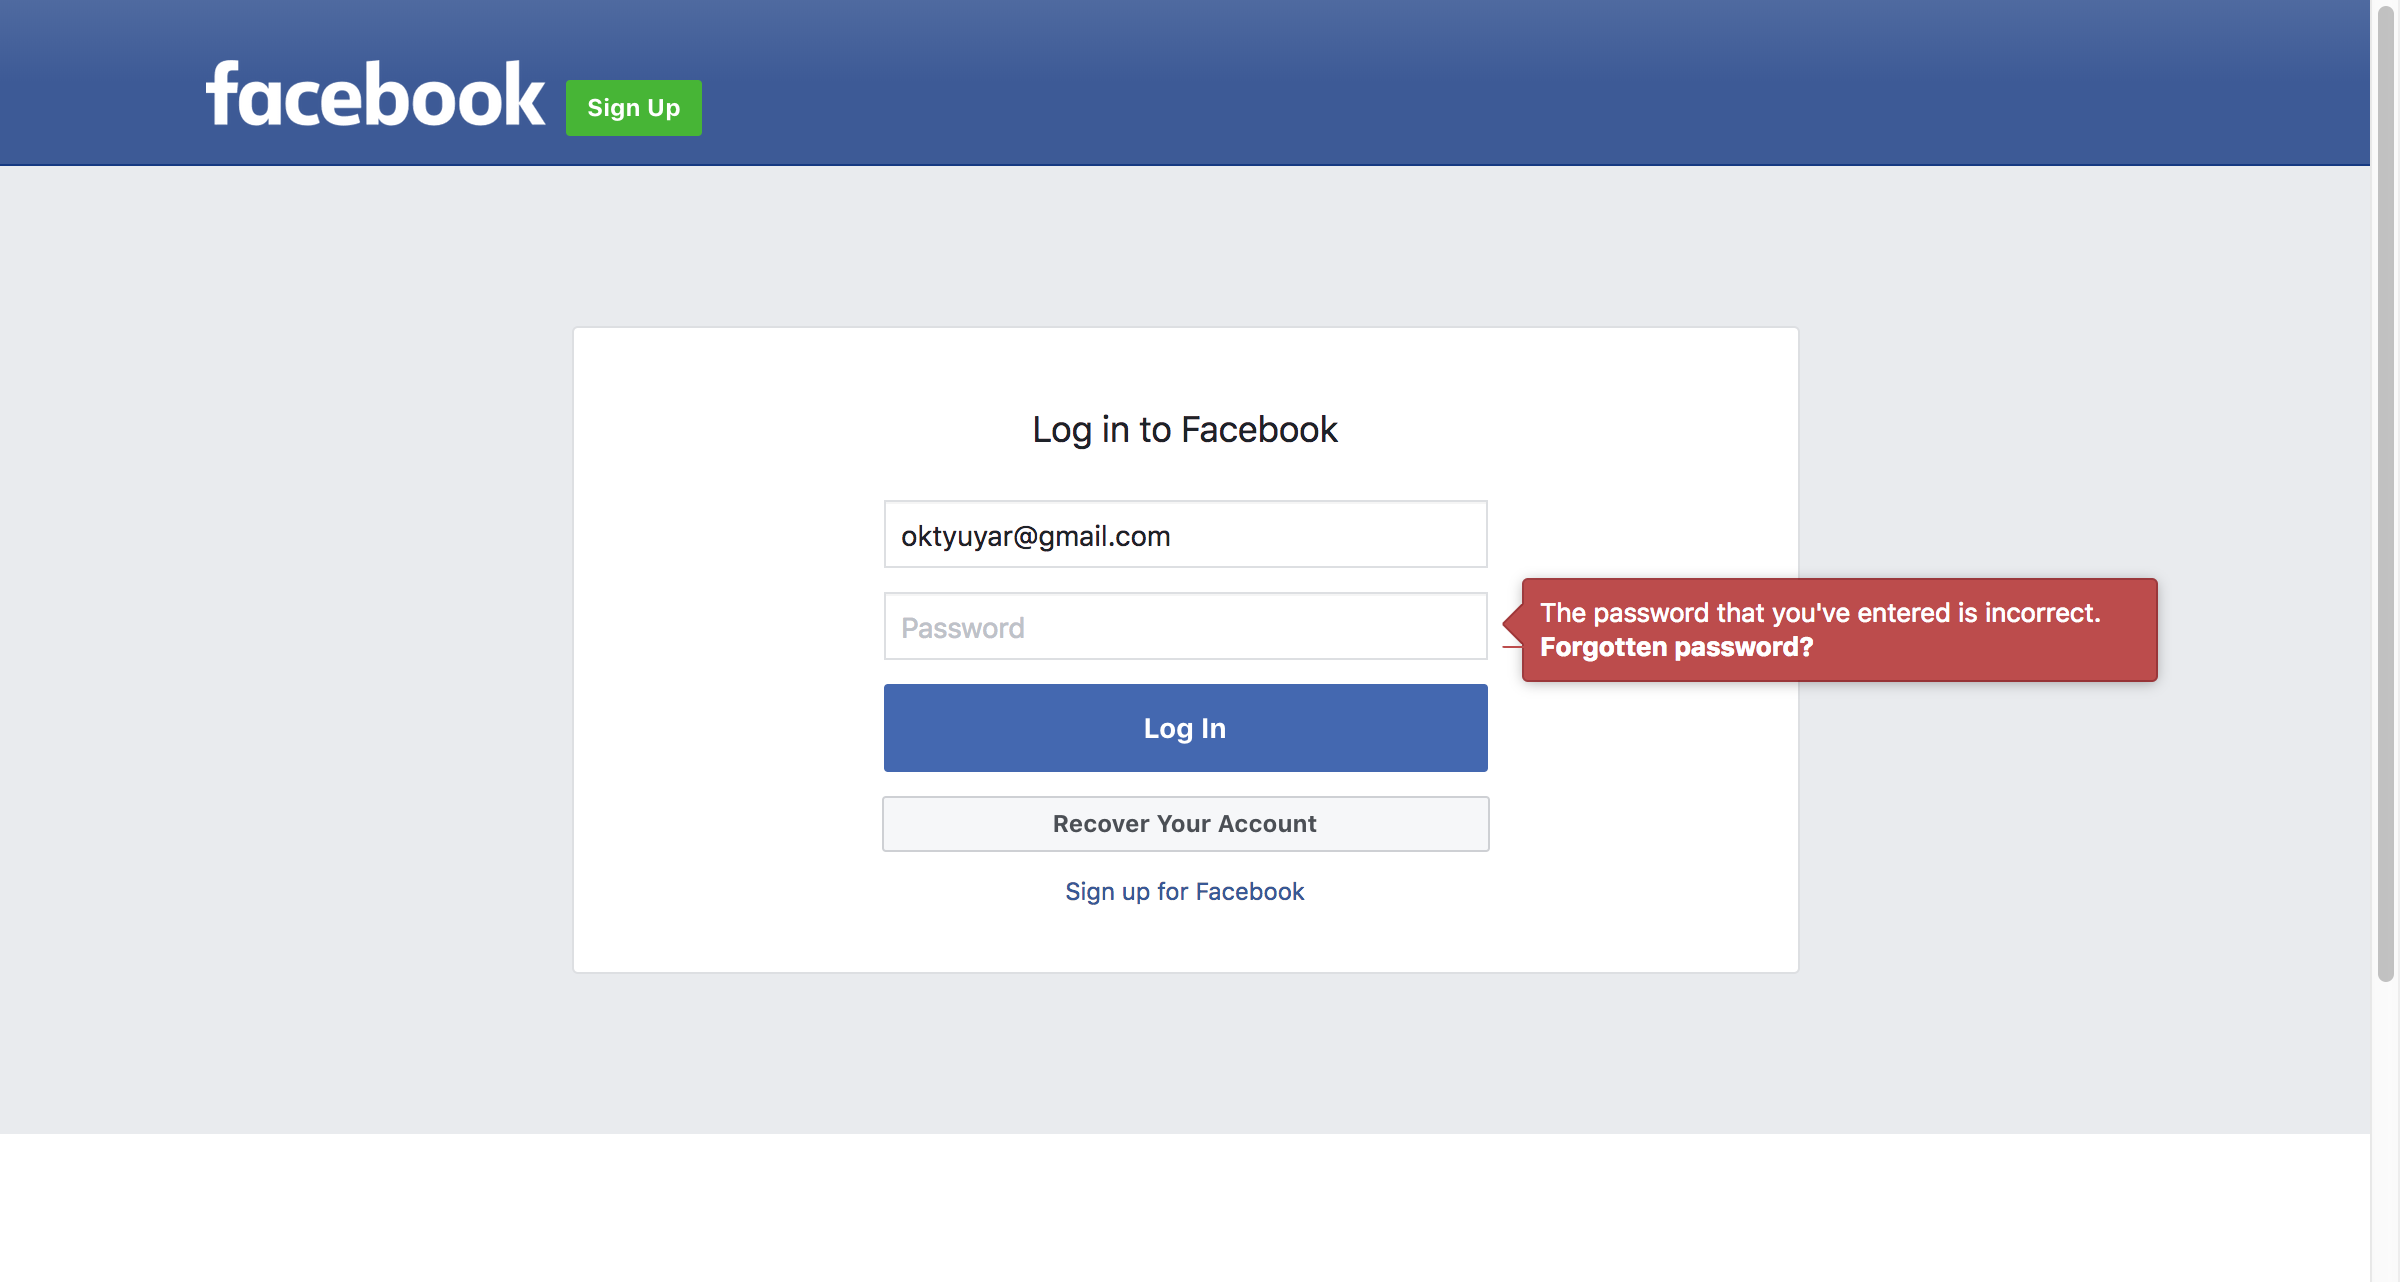 facebook
Sign Up
Log in to Facebook
oktyuyar@gmail.com
Password
The password that you've entered is incorrect.
Forgotten password?
Log In
Recover Your Account
Sign up for Facebook